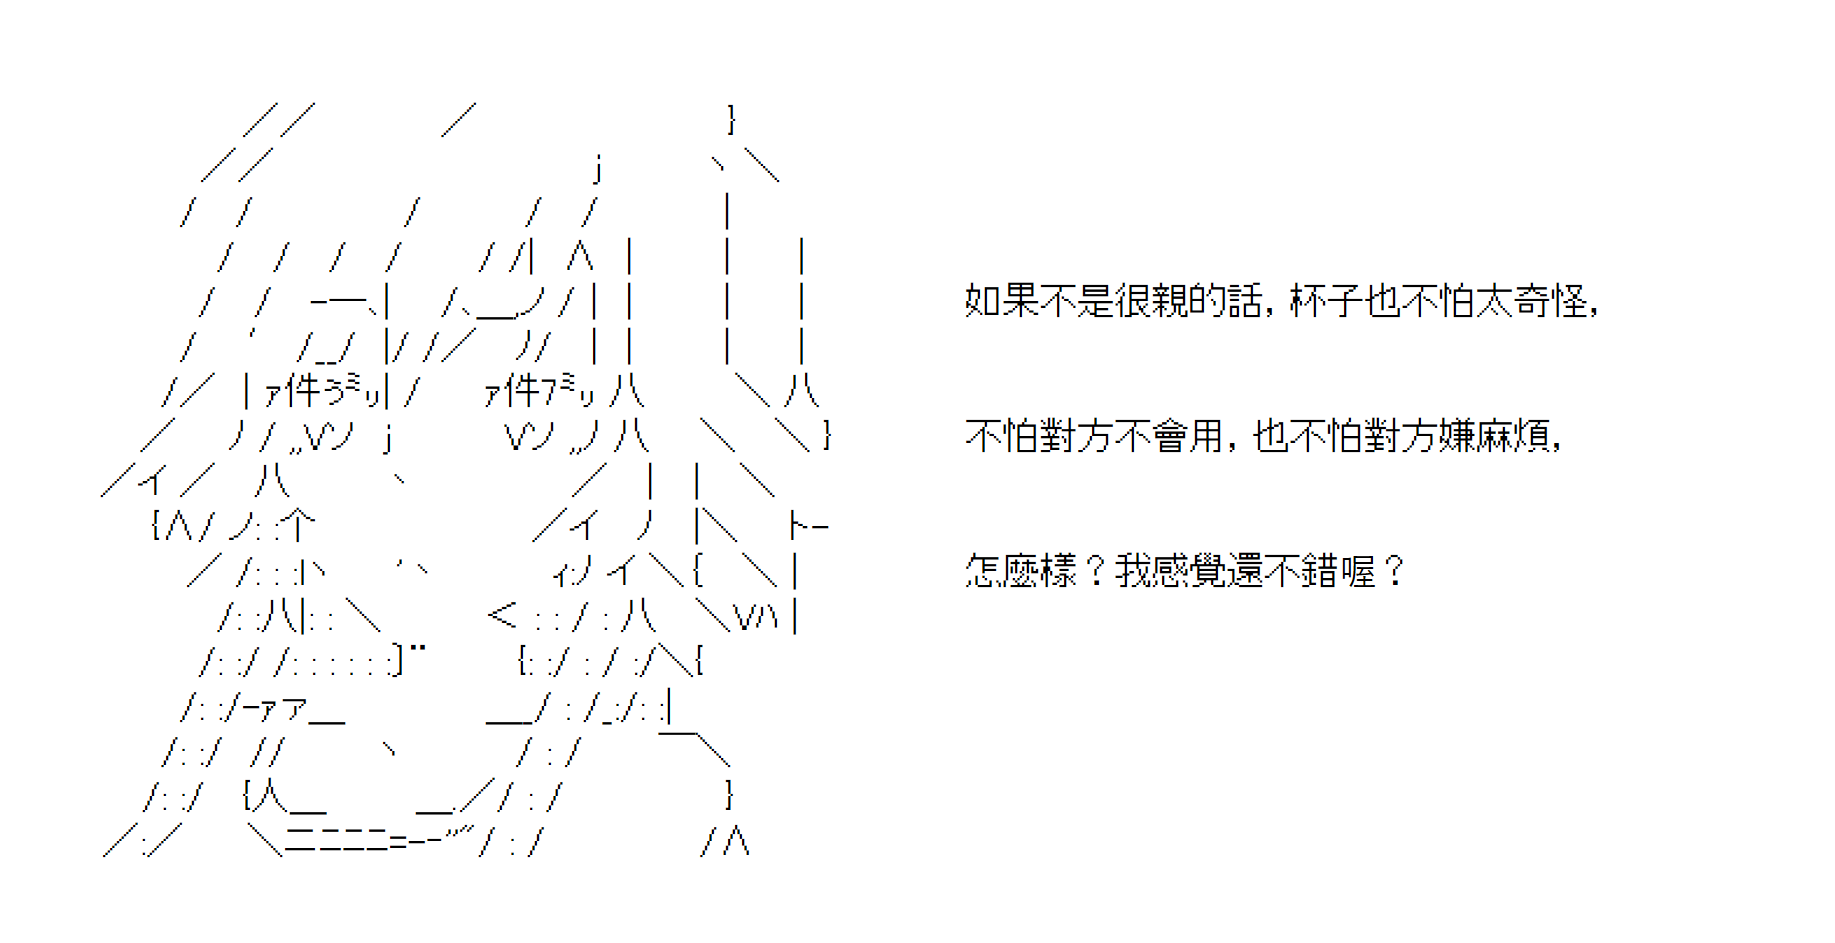 如果不是很親的話，杯子也不怕太奇怪，
不怕對方不會用，也不怕對方嫌麻煩，
怎麼樣？我感覺還不錯喔？